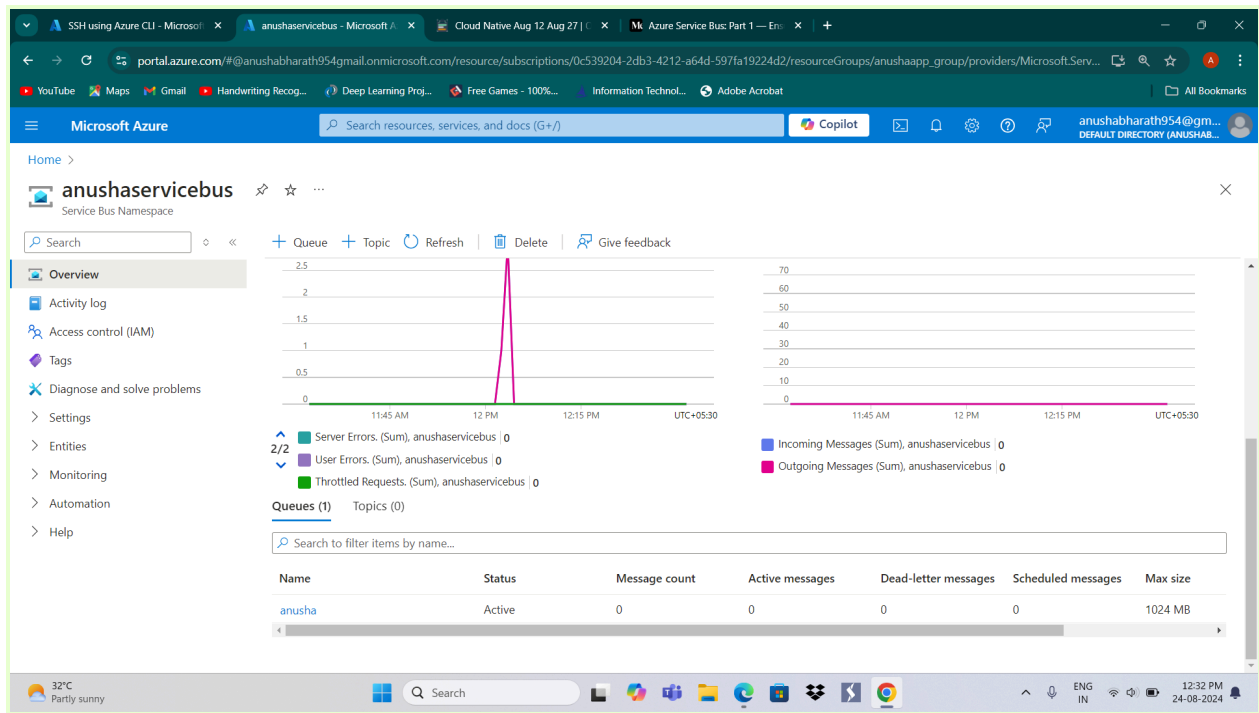 SSH using Azure CLI - Microsoft
anushaservicebus - Microsoft A
Cloud Native Aug 12 Aug 27 | C
Azure Service Bus: Part 1 — Ens
portal.azure.com/#@anushabharath954gmail.onmicrosoft.com/resource/subscriptions/0c539204-2db3-4212-a64d-597fa19224d2/resourceGroups/anushaapp_group/providers/Microsoft.Serv...
A
YouTube Maps Gmail Handwriting Recog... Deep Learning Proj... Free Games - 100%... Information Technol... Adobe Acrobat All Bookmarks
Microsoft Azure
Search resources, services, and docs (G+/)
Copilot
anushabharath954@gm...
DEFAULT DIRECTORY (ANUSHAB...
Home >
anushaservicebus
Service Bus Namespace
Search
Queue Topic Refresh Delete Give feedback
Overview
Activity log
Access control (IAM)
Tags
Diagnose and solve problems
Settings
Entities
Monitoring
Automation
Help
2.5
2
1.5
1
0.5
0
11:45 AM 12 PM 12:15 PM UTC+05:30
2/2
Server Errors. (Sum), anushaservicebus 0
User Errors. (Sum), anushaservicebus 0
Throttled Requests. (Sum), anushaservicebus 0
70
60
50
40
30
20
10
0
11:45 AM 12 PM 12:15 PM UTC+05:30
Incoming Messages (Sum), anushaservicebus 0
Outgoing Messages (Sum), anushaservicebus 0
Queues (1) Topics (0)
Search to filter items by name...
Name Status Message count Active messages Dead-letter messages Scheduled messages Max size
anusha Active 0 0 0 0 1024 MB
32°C
Partly sunny
Search
ENG
IN
12:32 PM
24-08-2024